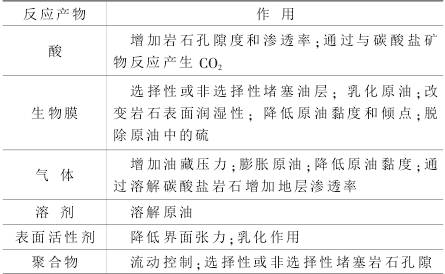 反应产物 作 用
酸 增加岩石孔隙度和渗透率;通过与碳酸盐矿
物反应产生 CO₂
生物膜 选择性或非选择性堵塞油层; 乳化原油;改
变岩石表面润湿性; 降低原油黏度和倾点;脱
除原油中的硫
气 体 增加油藏压力;膨胀原油;降低原油黏度;通
过溶解碳酸盐岩石增加地层渗透率
溶 剂 溶解原油
表面活性剂 降低界面张力;乳化作用
聚合物 流动控制;选择性或非选择性堵塞岩石孔隙